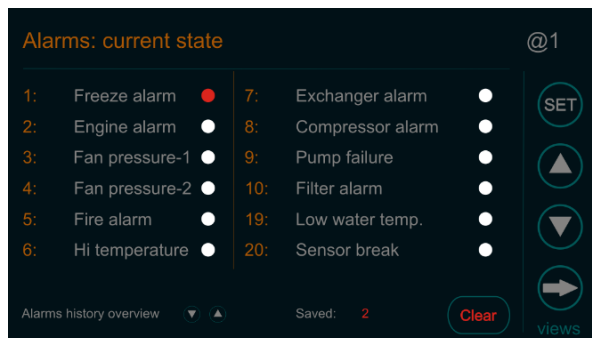 Alarms: current state @1
1: Freeze alarm 7: Exchanger alarm
2: Engine alarm 8: Compressor alarm
3: Fan pressure-1 9: Pump failure
4: Fan pressure-2 10: Filter alarm
5: Fire alarm 19: Low water temp.
6: Hi temperature 20: Sensor break
SET
Alarms history overview Saved: 2 Clear
views